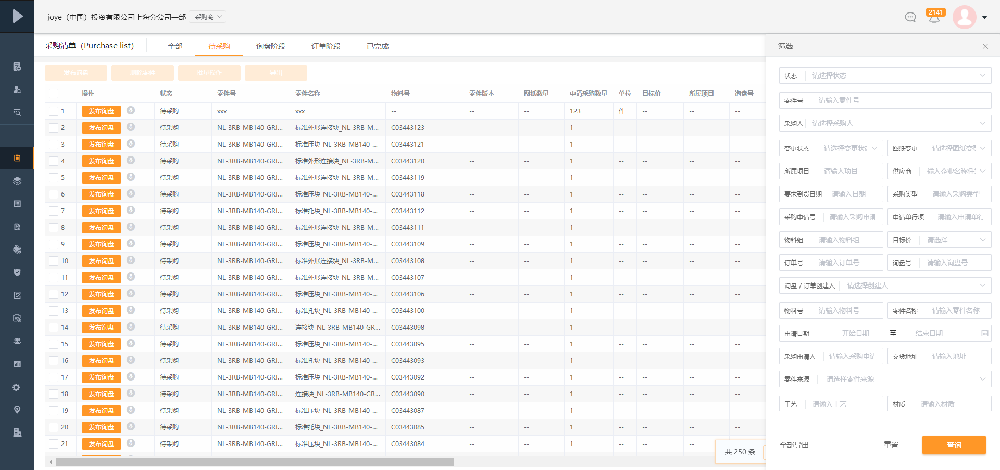 joye（中国）投资有限公司上海分公司一部 采购商
2141
采购清单（Purchase list） 全部 待采购 询盘阶段 订单阶段 已完成
发布询盘 删除零件 批量操作 导出
操作 状态 零件号 零件名称 物料号 零件版本 图纸数量 申请采购数量 单位 目标价 所属项目 询盘号
1 发布询盘 待采购 xxx xxx -- -- -- 123 件 -- -- --
2 发布询盘 待采购 NL-3RB-MB140-GRI... 标准外形连接块_NL-3RB-M... C03443123 -- -- 1 -- -- -- --
3 发布询盘 待采购 NL-3RB-MB140-GRI... 标准压块_NL-3RB-MB140-... C03443121 -- -- 1 -- -- -- --
4 发布询盘 待采购 NL-3RB-MB140-GRI... 标准外形连接块_NL-3RB-M... C03443120 -- -- 1 -- -- -- --
5 发布询盘 待采购 NL-3RB-MB140-GRI... 标准外形连接块_NL-3RB-M... C03443119 -- -- 1 -- -- -- --
6 发布询盘 待采购 NL-3RB-MB140-GRI... 标准压块_NL-3RB-MB140-... C03443118 -- -- 1 -- -- -- --
7 发布询盘 待采购 NL-3RB-MB140-GRI... 标准托块_NL-3RB-MB140-... C03443112 -- -- 1 -- -- -- --
8 发布询盘 待采购 NL-3RB-MB140-GRI... 标准外形连接块_NL-3RB-M... C03443111 -- -- 1 -- -- -- --
9 发布询盘 待采购 NL-3RB-MB140-GRI... 标准压块_NL-3RB-MB140-... C03443109 -- -- 1 -- -- -- --
10 发布询盘 待采购 NL-3RB-MB140-GRI... 标准外形连接块_NL-3RB-M... C03443108 -- -- 1 -- -- -- --
11 发布询盘 待采购 NL-3RB-MB140-GRI... 标准外形连接块_NL-3RB-M... C03443107 -- -- 1 -- -- -- --
12 发布询盘 待采购 NL-3RB-MB140-GRI... 标准压块_NL-3RB-MB140-... C03443106 -- -- 1 -- -- -- --
13 发布询盘 待采购 NL-3RB-MB140-GRI... 标准托块_NL-3RB-MB140-... C03443100 -- -- 1 -- -- -- --
14 发布询盘 待采购 NL-3RB-MB140-GRI... 连接块_NL-3RB-MB140-GR... C03443098 -- -- 1 -- -- -- --
15 发布询盘 待采购 NL-3RB-MB140-GRI... 标准压块_NL-3RB-MB140-... C03443095 -- -- 1 -- -- -- --
16 发布询盘 待采购 NL-3RB-MB140-GRI... 标准托块_NL-3RB-MB140-... C03443093 -- -- 1 -- -- -- --
17 发布询盘 待采购 NL-3RB-MB140-GRI... 标准压块_NL-3RB-MB140-... C03443092 -- -- 1 -- -- -- --
18 发布询盘 待采购 NL-3RB-MB140-GRI... 连接块_NL-3RB-MB140-GR... C03443090 -- -- 1 -- -- -- --
19 发布询盘 待采购 NL-3RB-MB140-GRI... 标准压块_NL-3RB-MB140-... C03443087 -- -- 1 -- -- -- --
20 发布询盘 待采购 NL-3RB-MB140-GRI... 标准托块_NL-3RB-MB140-... C03443085 -- -- 1 -- -- -- --
21 发布询盘 待采购 NL-3RB-MB140-GRI... 标准压块_NL-3RB-MB140-... C03443084 -- -- 1 -- -- --
共 250 条
筛选
状态 请选择状态
零件号 请输入零件号
采购人 请选择采购人
变更状态 请选择变更状态 图纸变更 请选择图纸变更
所属项目 请输入项目 供应商 输入企业名称任
要求到货日期 请输入日期 采购类型 请输入采购类型
采购申请号 请输入采购申请 申请单行项 请输入申请单行
物料组 请输入物料组 目标价 请选择
订单号 请输入订单号 询盘号 请输入询盘号
询盘 / 订单创建人 请选择创建人
物料号 请输入物料号 零件名称 请输入零件名称
申请日期 开始日期 至 结束日期
采购申请人 请输入采购申请 交货地址 请输入地址
零件来源 请选择零件来源
工艺 请输入工艺 材质 请输入材质
全部导出 重置 查询